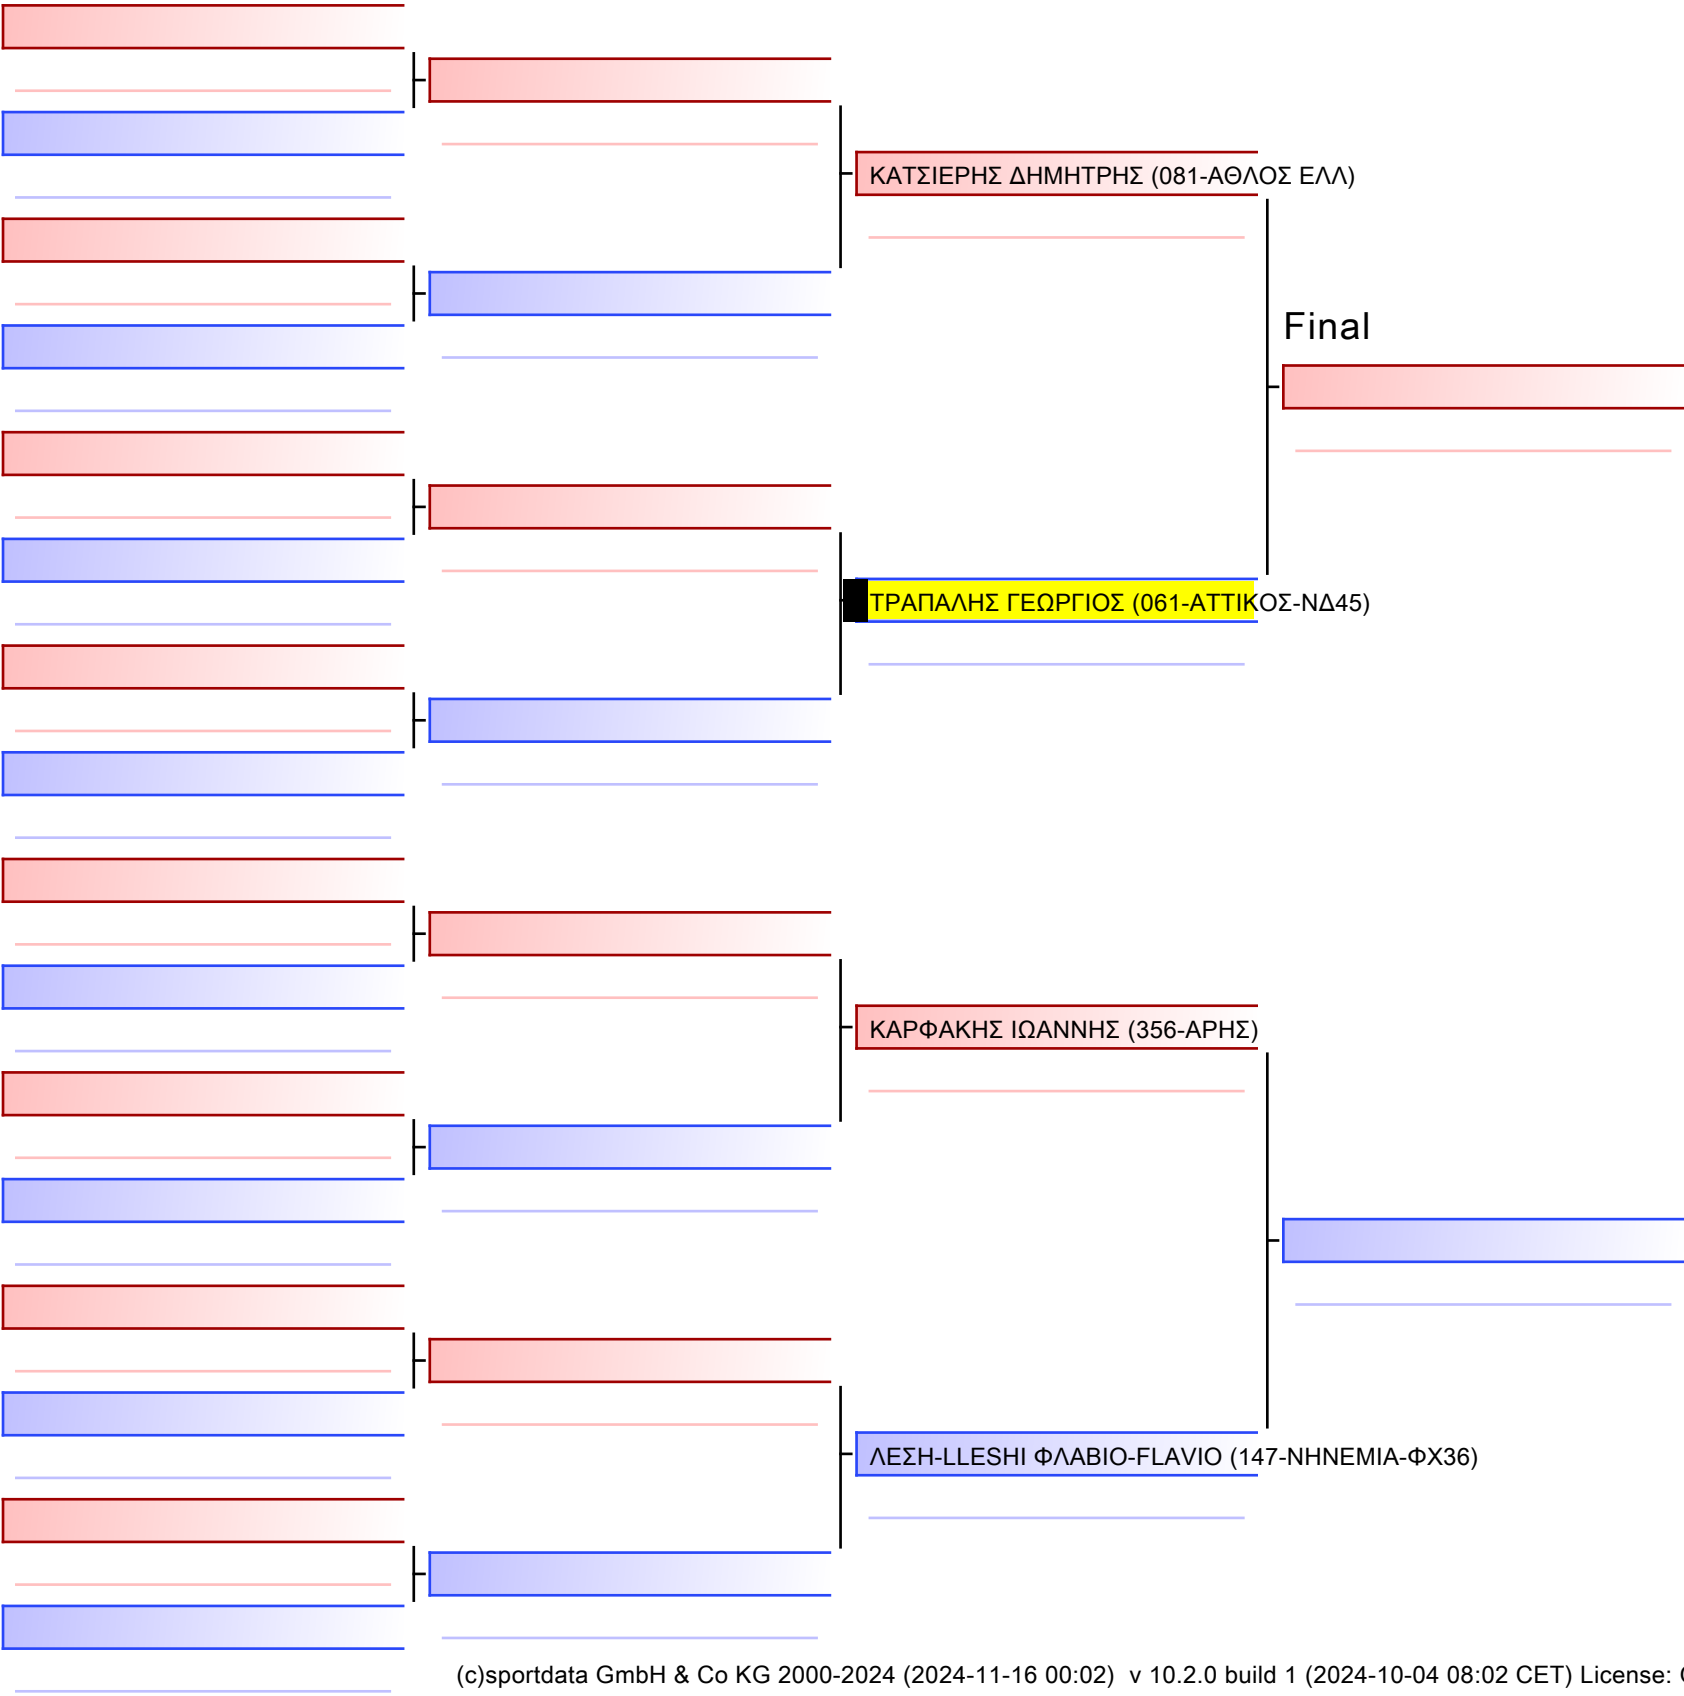 ΚΑΤΣΙΕΡΗΣ ΔΗΜΗΤΡΗΣ (081-ΑΘΛΟΣ ΕΛΛ)
Final
ΤΡΑΠΑΛΗΣ ΓΕΩΡΓΙΟΣ (061-ΑΤΤΙΚΟΣ-ΝΔ45)
ΚΑΡΦΑΚΗΣ ΙΩΑΝΝΗΣ (356-ΑΡΗΣ)
ΛΕΣΗ-LLESHI ΦΛΑΒΙΟ-FLAVIO (147-ΝΗΝΕΜΙΑ-ΦΧ36)
(c)sportdata GmbH & Co KG 2000-2024 (2024-11-16 00:02) v 10.2.0 build 1 (2024-10-04 08:02 CET) License: